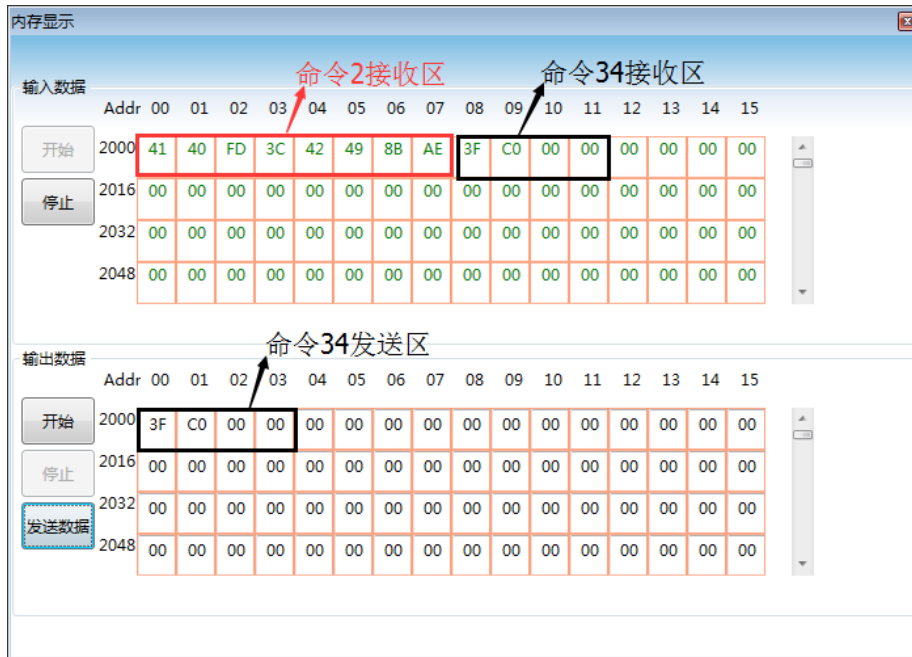 内存显示
命令2接收区 命令34接收区
输入数据
Addr 00 01 02 03 04 05 06 07 08 09 10 11 12 13 14 15
开始 2000 41 40 FD 3C 42 49 8B AE 3F C0 00 00 00 00 00 00
停止 2016 00 00 00 00 00 00 00 00 00 00 00 00 00 00 00 00
2032 00 00 00 00 00 00 00 00 00 00 00 00 00 00 00 00
2048 00 00 00 00 00 00 00 00 00 00 00 00 00 00 00 00
命令34发送区
输出数据
Addr 00 01 02 03 04 05 06 07 08 09 10 11 12 13 14 15
开始 2000 3F C0 00 00 00 00 00 00 00 00 00 00 00 00 00 00
停止 2016 00 00 00 00 00 00 00 00 00 00 00 00 00 00 00 00
发送数据 2032 00 00 00 00 00 00 00 00 00 00 00 00 00 00 00 00
2048 00 00 00 00 00 00 00 00 00 00 00 00 00 00 00 00